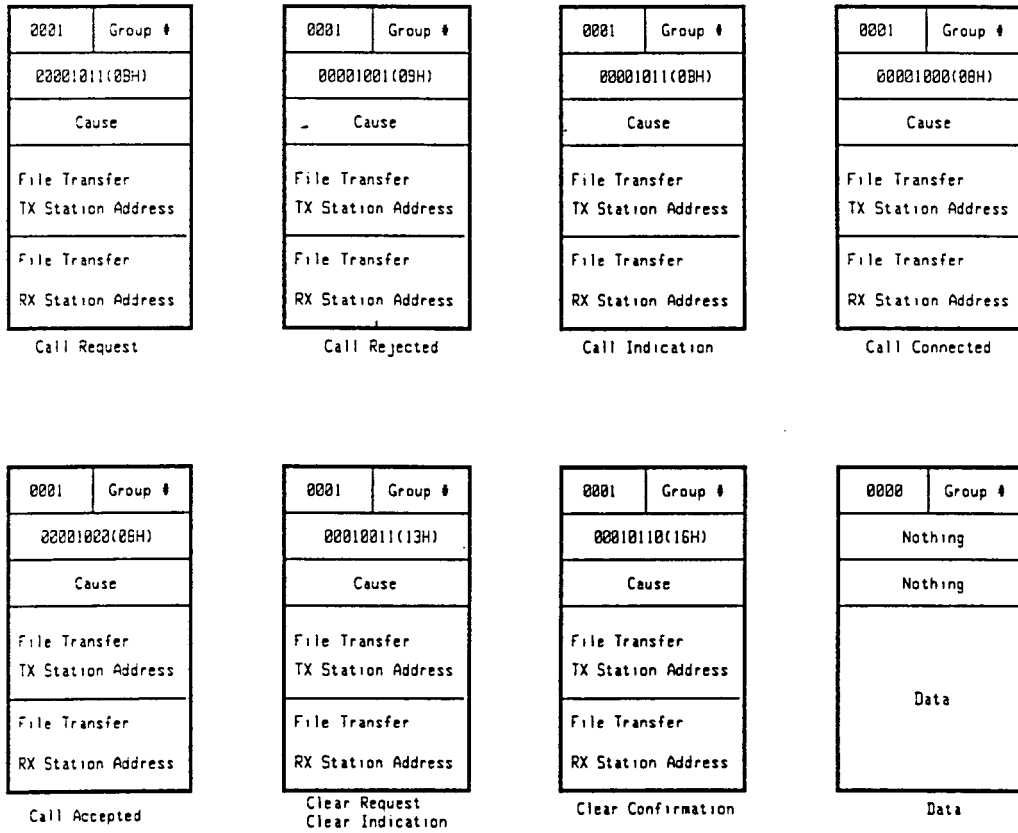 0001 Group #
00001011(0BH)
Cause
File Transfer
TX Station Address
File Transfer
RX Station Address
Call Request
0001 Group #
00001001(09H)
Cause
File Transfer
TX Station Address
File Transfer
RX Station Address
Call Rejected
0001 Group #
00001011(0BH)
Cause
File Transfer
TX Station Address
File Transfer
RX Station Address
Call Indication
0001 Group #
00001000(08H)
Cause
File Transfer
TX Station Address
File Transfer
RX Station Address
Call Connected
0001 Group #
00001000(08H)
Cause
File Transfer
TX Station Address
File Transfer
RX Station Address
Call Accepted
0001 Group #
00010011(13H)
Cause
File Transfer
TX Station Address
File Transfer
RX Station Address
Clear Request
Clear Indication
0001 Group #
00010110(16H)
Cause
File Transfer
TX Station Address
File Transfer
RX Station Address
Clear Confirmation
0000 Group #
Nothing
Nothing
Data
Data